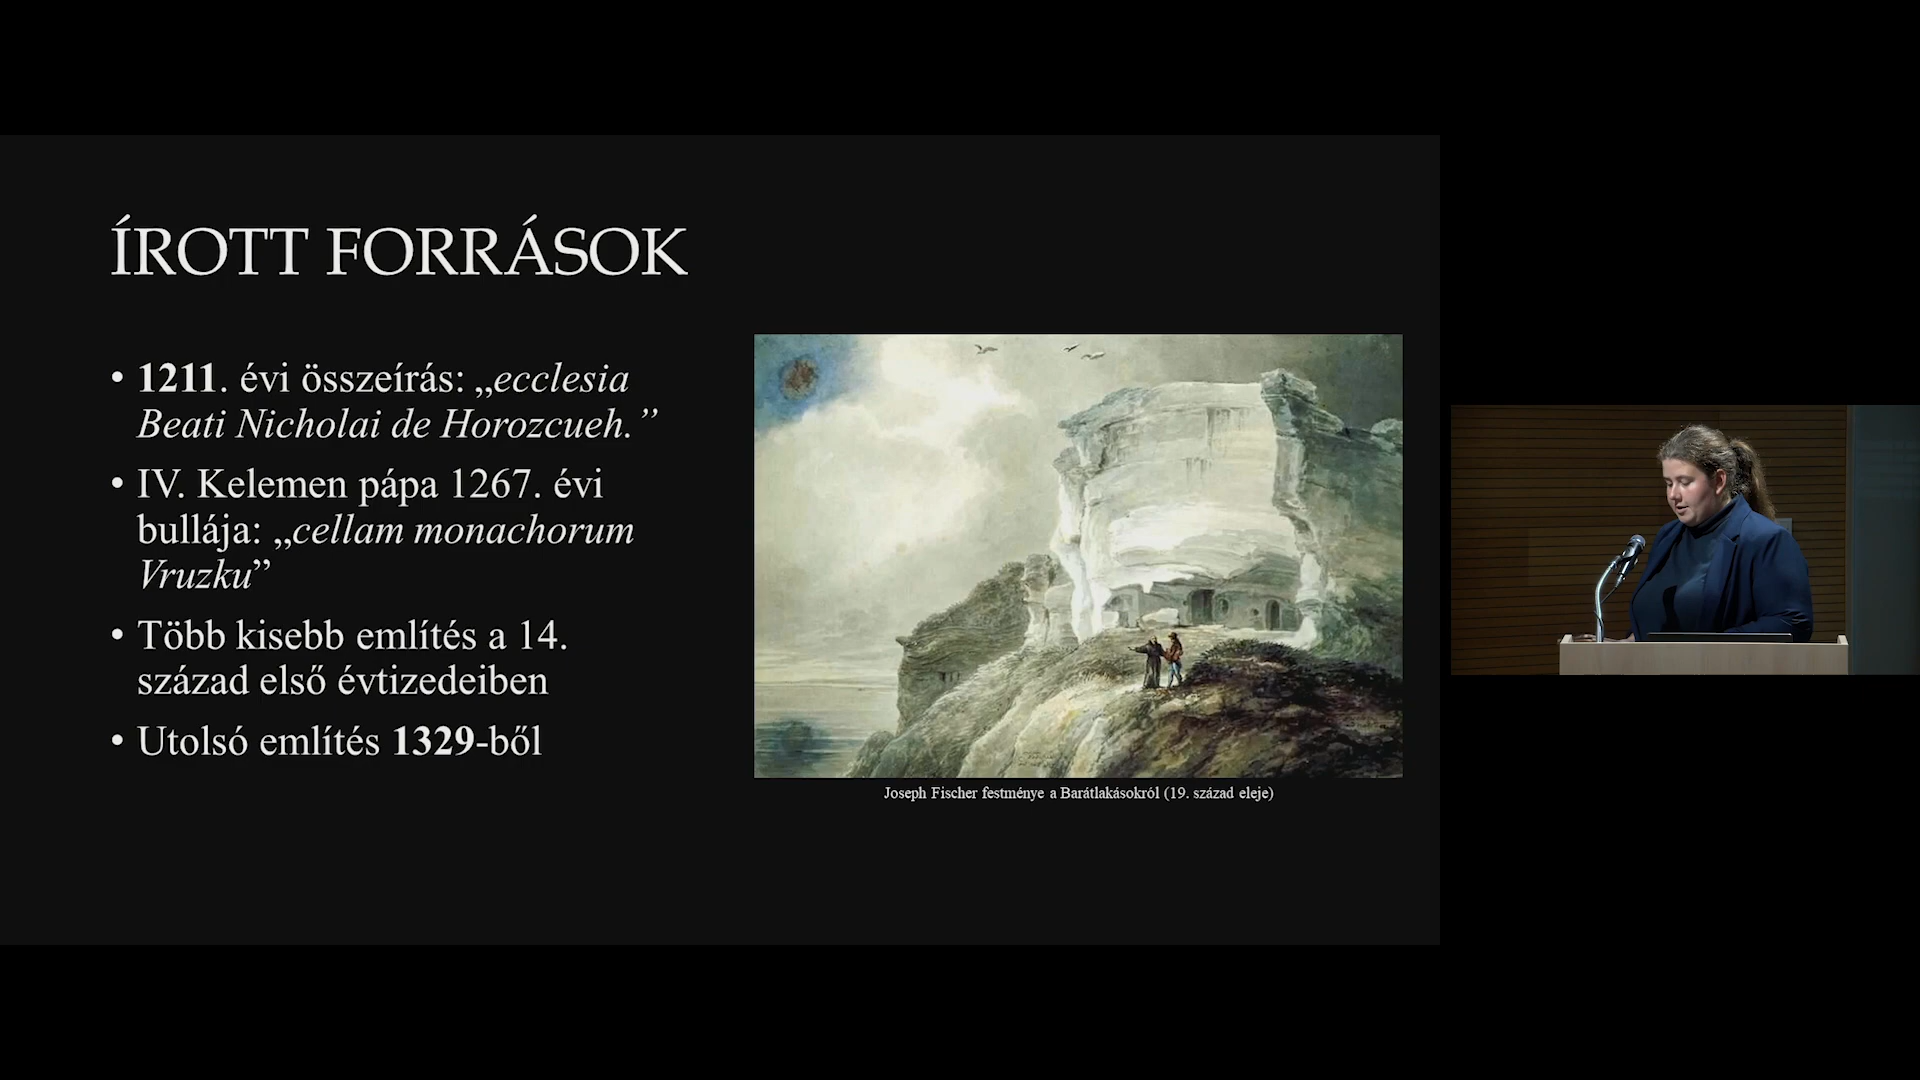 ÍROTT FORRÁSOK
• 1211. évi összeírás: „ecclesia
Beati Nicholai de Horozcueh.”
• IV. Kelemen pápa 1267. évi
bullája: „cellam monachorum
Vruzku”
• Több kisebb említés a 14.
század első évtizedeiben
• Utolsó említés 1329-ből
Joseph Fischer festménye a Barátlakásokról (19. század eleje)